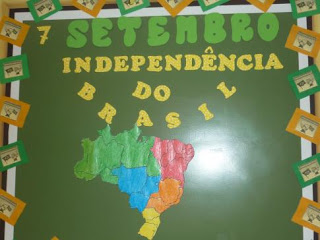 7 SETEMBRO
INDEPENDÊNCIA
DO
BRASIL